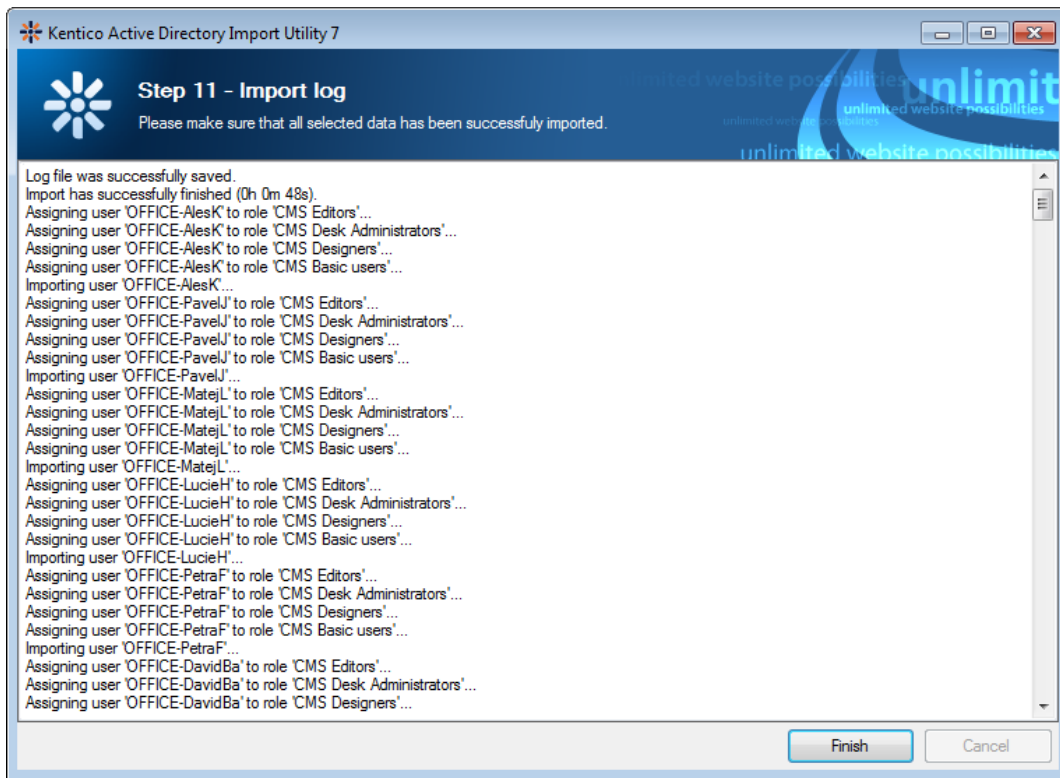 Kentico Active Directory Import Utility 7
Step 11 - Import log
Please make sure that all selected data has been successfuly imported.
unlimited website possibilities
unlimit
unlimited website possibilities
unlimited website possibilities
unlimited website possibilities
Log file was successfully saved.
Import has successfully finished (0h 0m 48s).
Assigning user 'OFFICE-AlesK' to role 'CMS Editors'...
Assigning user 'OFFICE-AlesK' to role 'CMS Desk Administrators'...
Assigning user 'OFFICE-AlesK' to role 'CMS Designers'...
Assigning user 'OFFICE-AlesK' to role 'CMS Basic users'...
Importing user 'OFFICE-AlesK'...
Assigning user 'OFFICE-PavelJ' to role 'CMS Editors'...
Assigning user 'OFFICE-PavelJ' to role 'CMS Desk Administrators'...
Assigning user 'OFFICE-PavelJ' to role 'CMS Designers'...
Assigning user 'OFFICE-PavelJ' to role 'CMS Basic users'...
Importing user 'OFFICE-PavelJ'...
Assigning user 'OFFICE-MatejL' to role 'CMS Editors'...
Assigning user 'OFFICE-MatejL' to role 'CMS Desk Administrators'...
Assigning user 'OFFICE-MatejL' to role 'CMS Designers'...
Assigning user 'OFFICE-MatejL' to role 'CMS Basic users'...
Importing user 'OFFICE-MatejL'...
Assigning user 'OFFICE-LucieH' to role 'CMS Editors'...
Assigning user 'OFFICE-LucieH' to role 'CMS Desk Administrators'...
Assigning user 'OFFICE-LucieH' to role 'CMS Designers'...
Assigning user 'OFFICE-LucieH' to role 'CMS Basic users'...
Importing user 'OFFICE-LucieH'...
Assigning user 'OFFICE-PetraF' to role 'CMS Editors'...
Assigning user 'OFFICE-PetraF' to role 'CMS Desk Administrators'...
Assigning user 'OFFICE-PetraF' to role 'CMS Designers'...
Assigning user 'OFFICE-PetraF' to role 'CMS Basic users'...
Importing user 'OFFICE-PetraF'...
Assigning user 'OFFICE-DavidBa' to role 'CMS Editors'...
Assigning user 'OFFICE-DavidBa' to role 'CMS Desk Administrators'...
Assigning user 'OFFICE-DavidBa' to role 'CMS Designers'...
Finish
Cancel